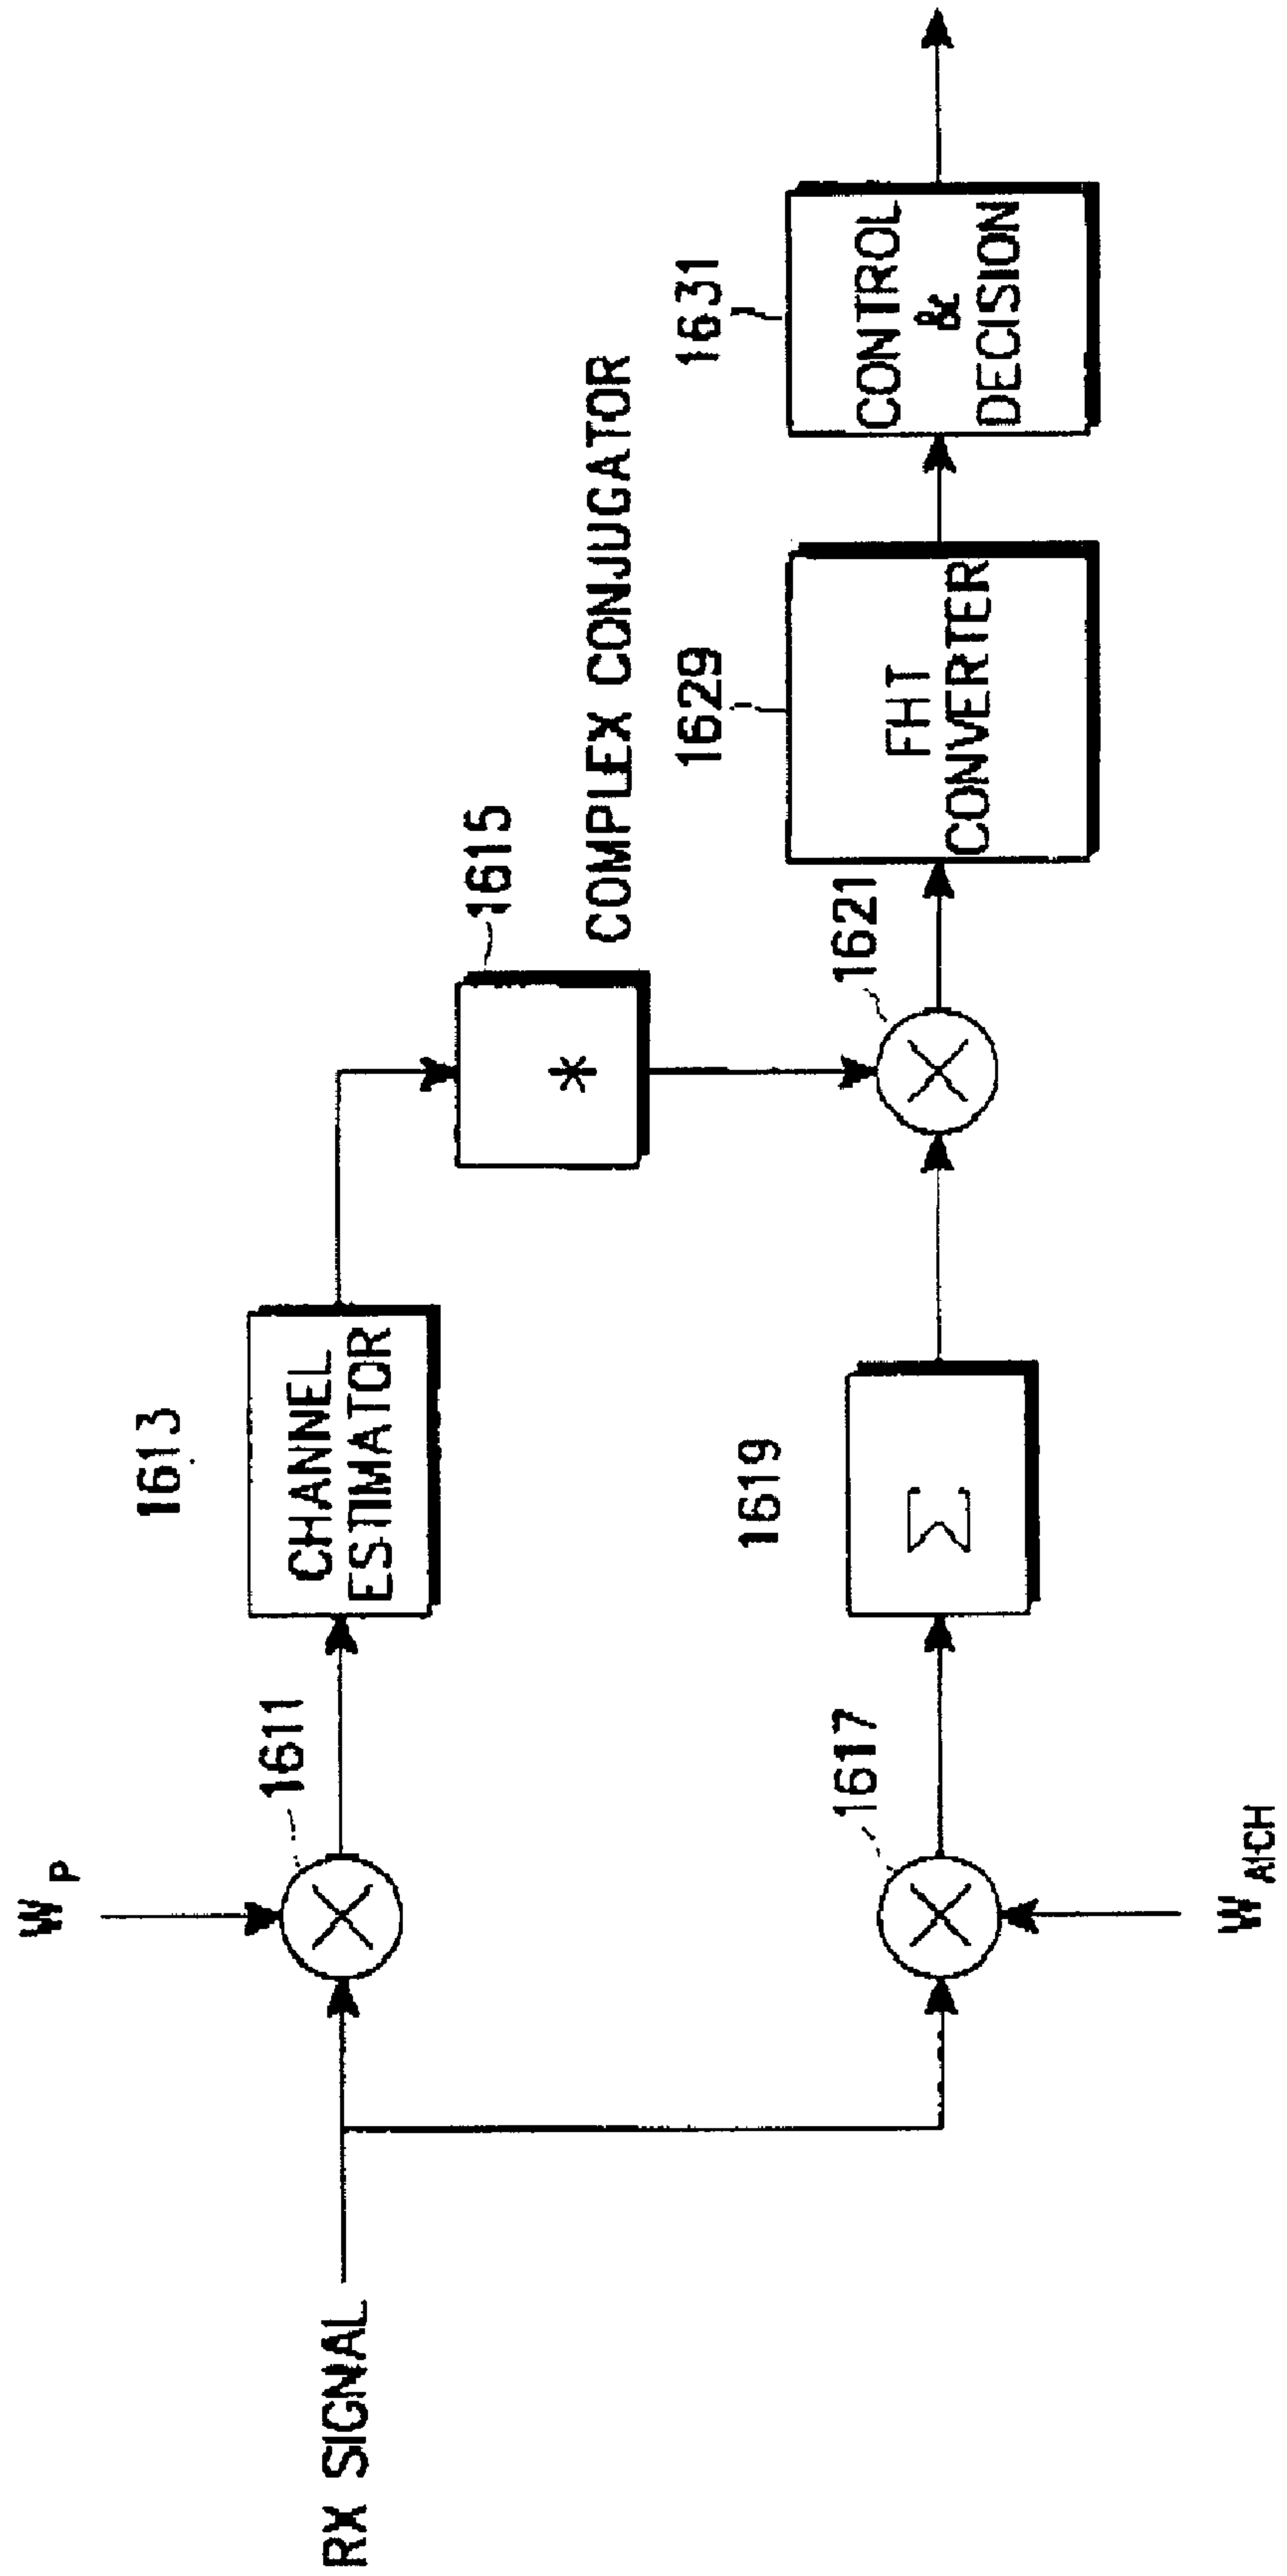 W P
1611
1613
CHANNEL
ESTIMATOR
1615
*
COMPLEX CONJUGATOR
RX SIGNAL
1617
W AICH
1619
Σ
1621
1629
FHT
CONVERTER
1631
CONTROL
&
DECISION